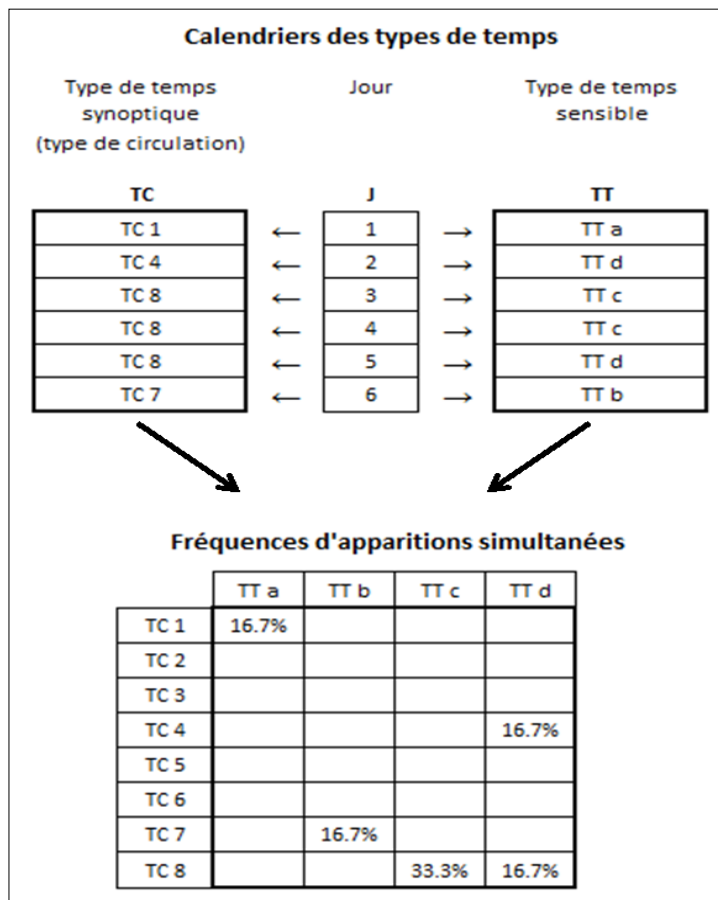 Calendriers des types de temps
Type de temps Jour Type de temps
synoptique sensible
(type de circulation)
TC J TT
TC 1 ← 1 → TT a
TC 4 ← 2 → TT d
TC 8 ← 3 → TT c
TC 8 ← 4 → TT c
TC 8 ← 5 → TT d
TC 7 ← 6 → TT b
Fréquences d'apparitions simultanées
TT a TT b TT c TT d
TC 1 16.7%
TC 2
TC 3
TC 4 16.7%
TC 5
TC 6
TC 7 16.7%
TC 8 33.3% 16.7%